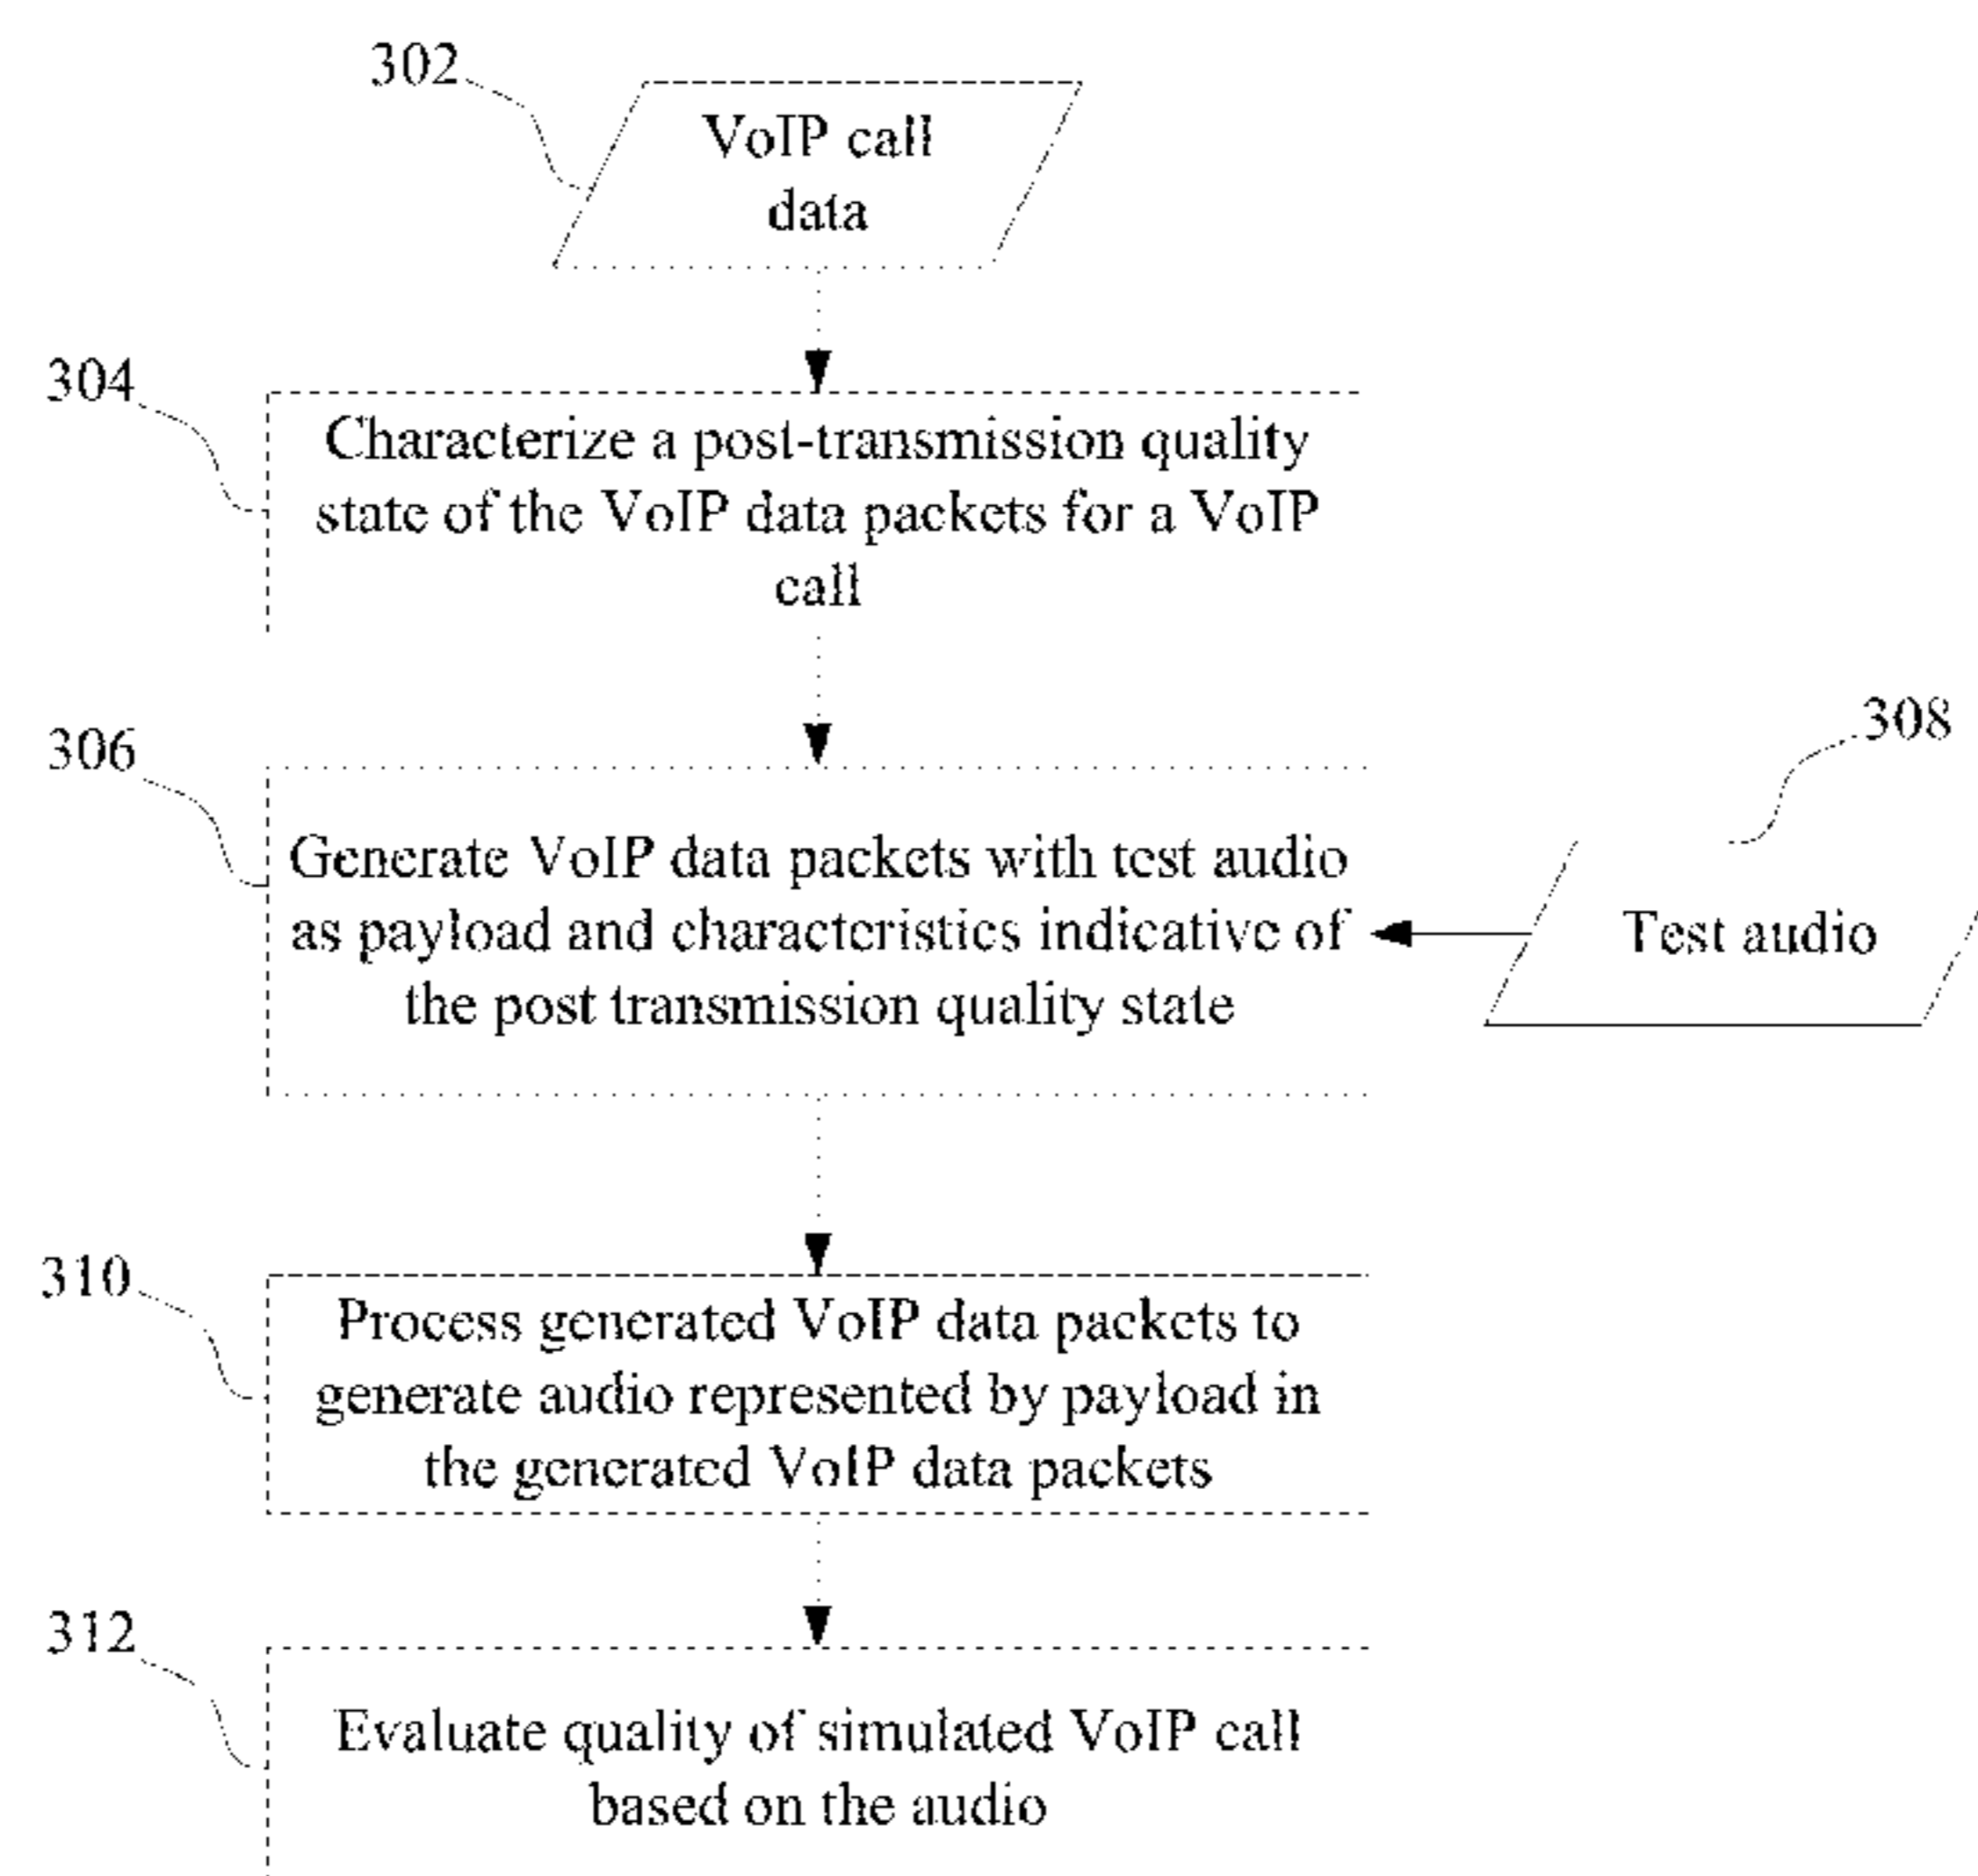 302
VoIP call
data
304
Characterize a post-transmission quality
state of the VoIP data packets for a VoIP
call
306
308
Generate VoIP data packets with test audio
as payload and characteristics indicative of
the post transmission quality state
Test audio
310
Process generated VoIP data packets to
generate audio represented by payload in
the generated VoIP data packets
312
Evaluate quality of simulated VoIP call
based on the audio